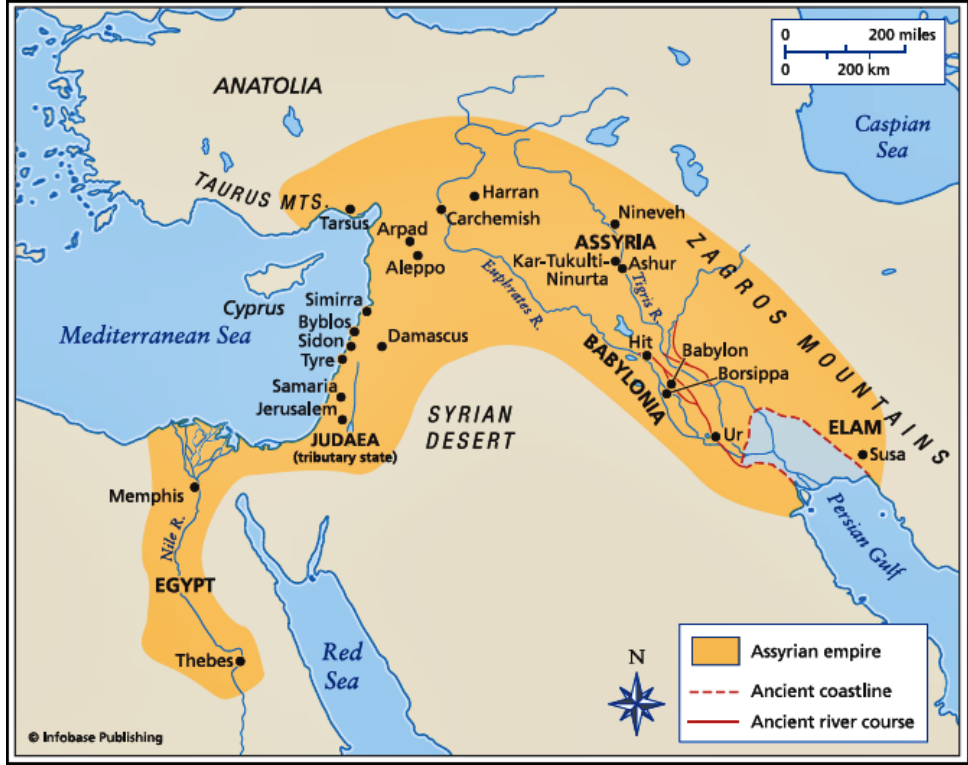 0 200 miles
0 200 km
ANATOLIA
Caspian
Sea
TAURUS MTS.
Tarsus
Harran
Carchemish
Arpad
Aleppo
Nineveh
ASSYRIA
Kar-Tukulti-
Ninurta
Ashur
ZAGROS MOUNTAINS
Euphrates R.
Tigris R.
Cyprus
Mediterranean Sea
Simirra
Byblos
Sidon
Tyre
Damascus
Samaria
Jerusalem
JUDAEA
(tributary state)
SYRIAN
DESERT
Hit
Babylon
Borsippa
BABYLONIA
Ur
ELAM
Susa
Persian Gulf
Memphis
Nile R.
EGYPT
Thebes
Red
Sea
N
Assyrian empire
Ancient coastline
Ancient river course
© Infobase Publishing